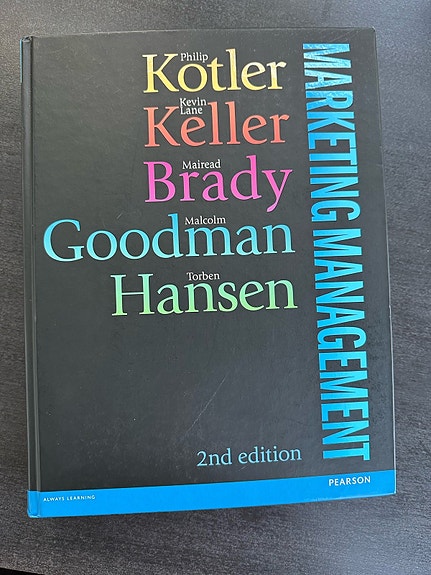 Philip
Kotler
Kevin
Lane
Keller
Mairead
Brady
Malcolm
Goodman
Torben
Hansen
MARKETING MANAGEMENT
2nd edition
ALWAYS LEARNING
PEARSON